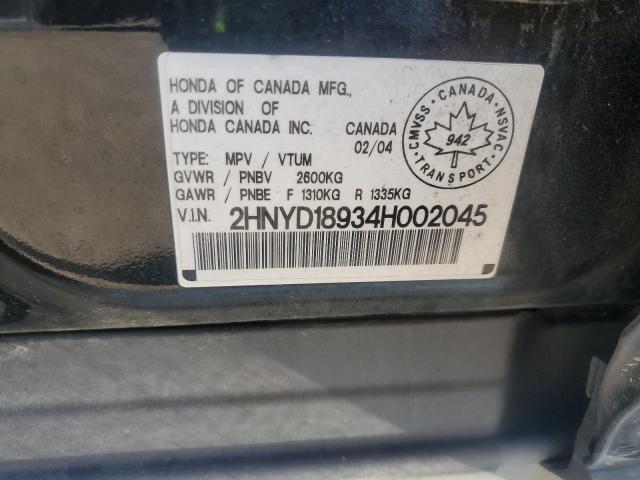 HONDA OF CANADA MFG.,
A DIVISION OF
HONDA CANADA INC. CANADA
02/04
TYPE: MPV / VTUM
GVWR / PNBV 2600KG
GAWR / PNBE F 1310KG R 1335KG
V.I.N. 2HNYD18934H002045
CMVSS · CANADA · NSVAC
942
· TRANSPORT ·